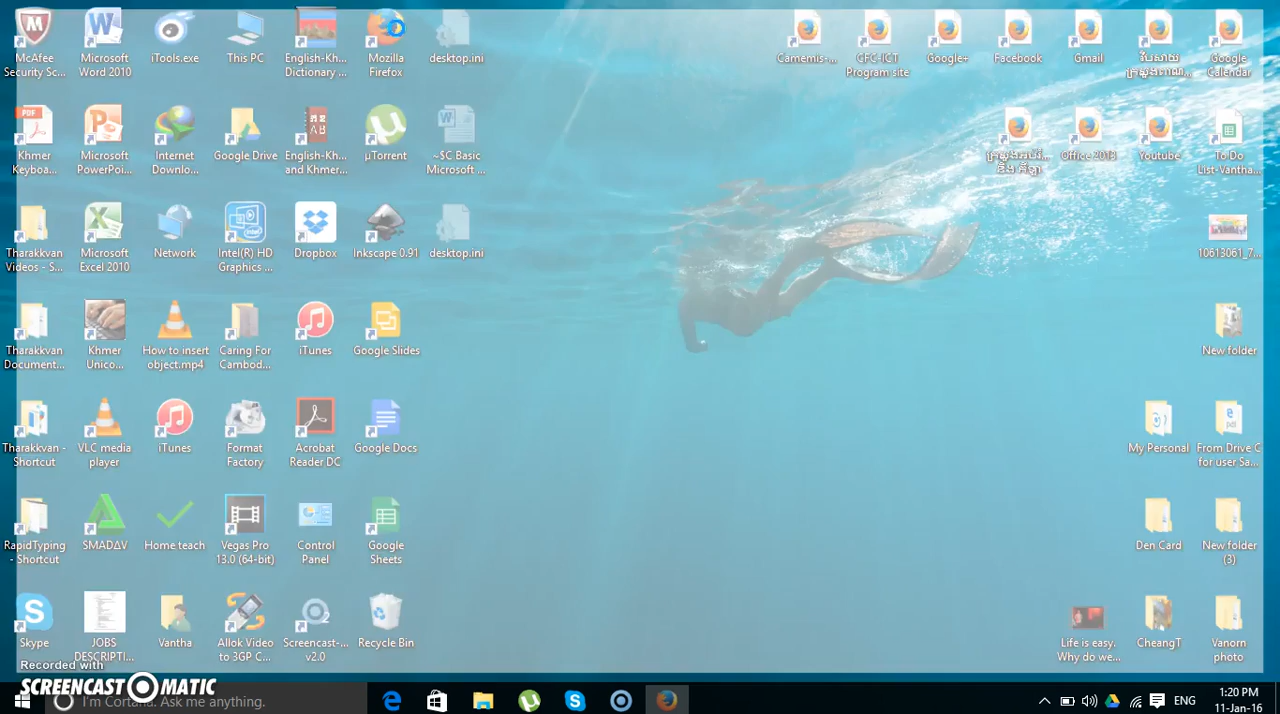 McAfee
Security Sc...
Microsoft
Word 2010
iTools.exe
This PC
English-Kh...
Dictionary ...
Mozilla
Firefox
desktop.ini
Camemis-...
CFC-ICT
Program site
Google+
Facebook
Gmail
Google
Calendar
PDF
Khmer
Keyboa...
Microsoft
PowerPoi...
Internet
Downlo...
Google Drive
English-Kh...
and Khmer...
µTorrent
~$C Basic
Microsoft ...
Office 2013
Youtube
To Do
List-Vantha...
Tharakkvan
Videos - S...
Microsoft
Excel 2010
Network
Intel(R) HD
Graphics ...
Dropbox
Inkscape 0.91
desktop.ini
10613061_7...
Tharakkvan
Document...
Khmer
Unico...
How to insert
object.mp4
Caring For
Cambod...
iTunes
Google Slides
New folder
Tharakkvan -
Shortcut
VLC media
player
iTunes
Format
Factory
Acrobat
Reader DC
Google Docs
My Personal
From Drive C
for user Sa...
RapidTyping
- Shortcut
SMADΔV
Home teach
Vegas Pro
13.0 (64-bit)
Control
Panel
Google
Sheets
Den Card
New folder
(3)
Skype
JOBS
DESCRIPTI...
Vantha
Allok Video
to 3GP C...
Screencast-...
v2.0
Recycle Bin
Life is easy.
Why do we...
CheangT
Vanorn
photo
Recorded with
SCREENCAST-O-MATIC
I'm Cortana. Ask me anything.
ENG
1:20 PM
11-Jan-16